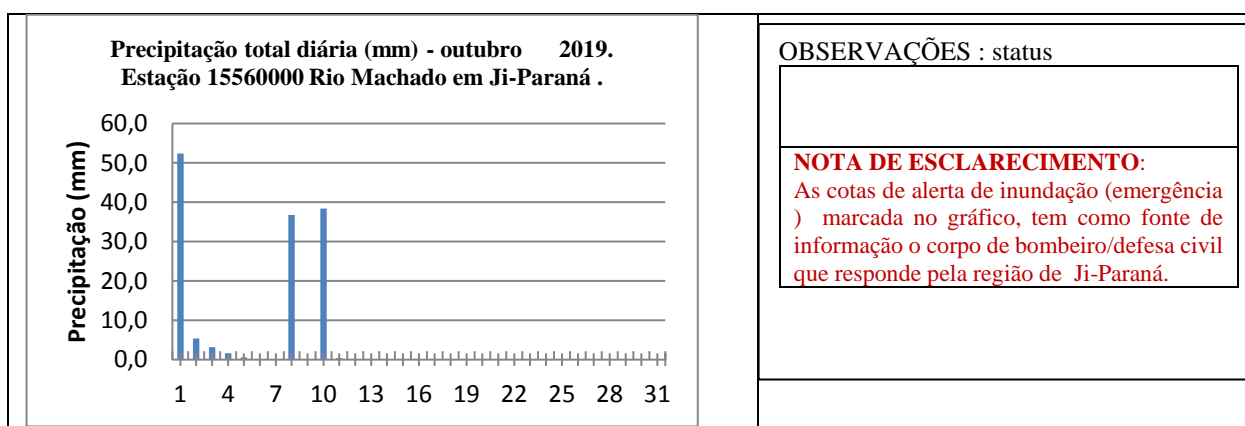 Precipitação total diária (mm) - outubro 2019.
Estação 15560000 Rio Machado em Ji-Paraná .
Precipitação (mm)
60,0
50,0
40,0
30,0
20,0
10,0
0,0
1 4 7 10 13 16 19 22 25 28 31
OBSERVAÇÕES : status
NOTA DE ESCLARECIMENTO:
As cotas de alerta de inundação (emergência
) marcada no gráfico, tem como fonte de
informação o corpo de bombeiro/defesa civil
que responde pela região de Ji-Paraná.